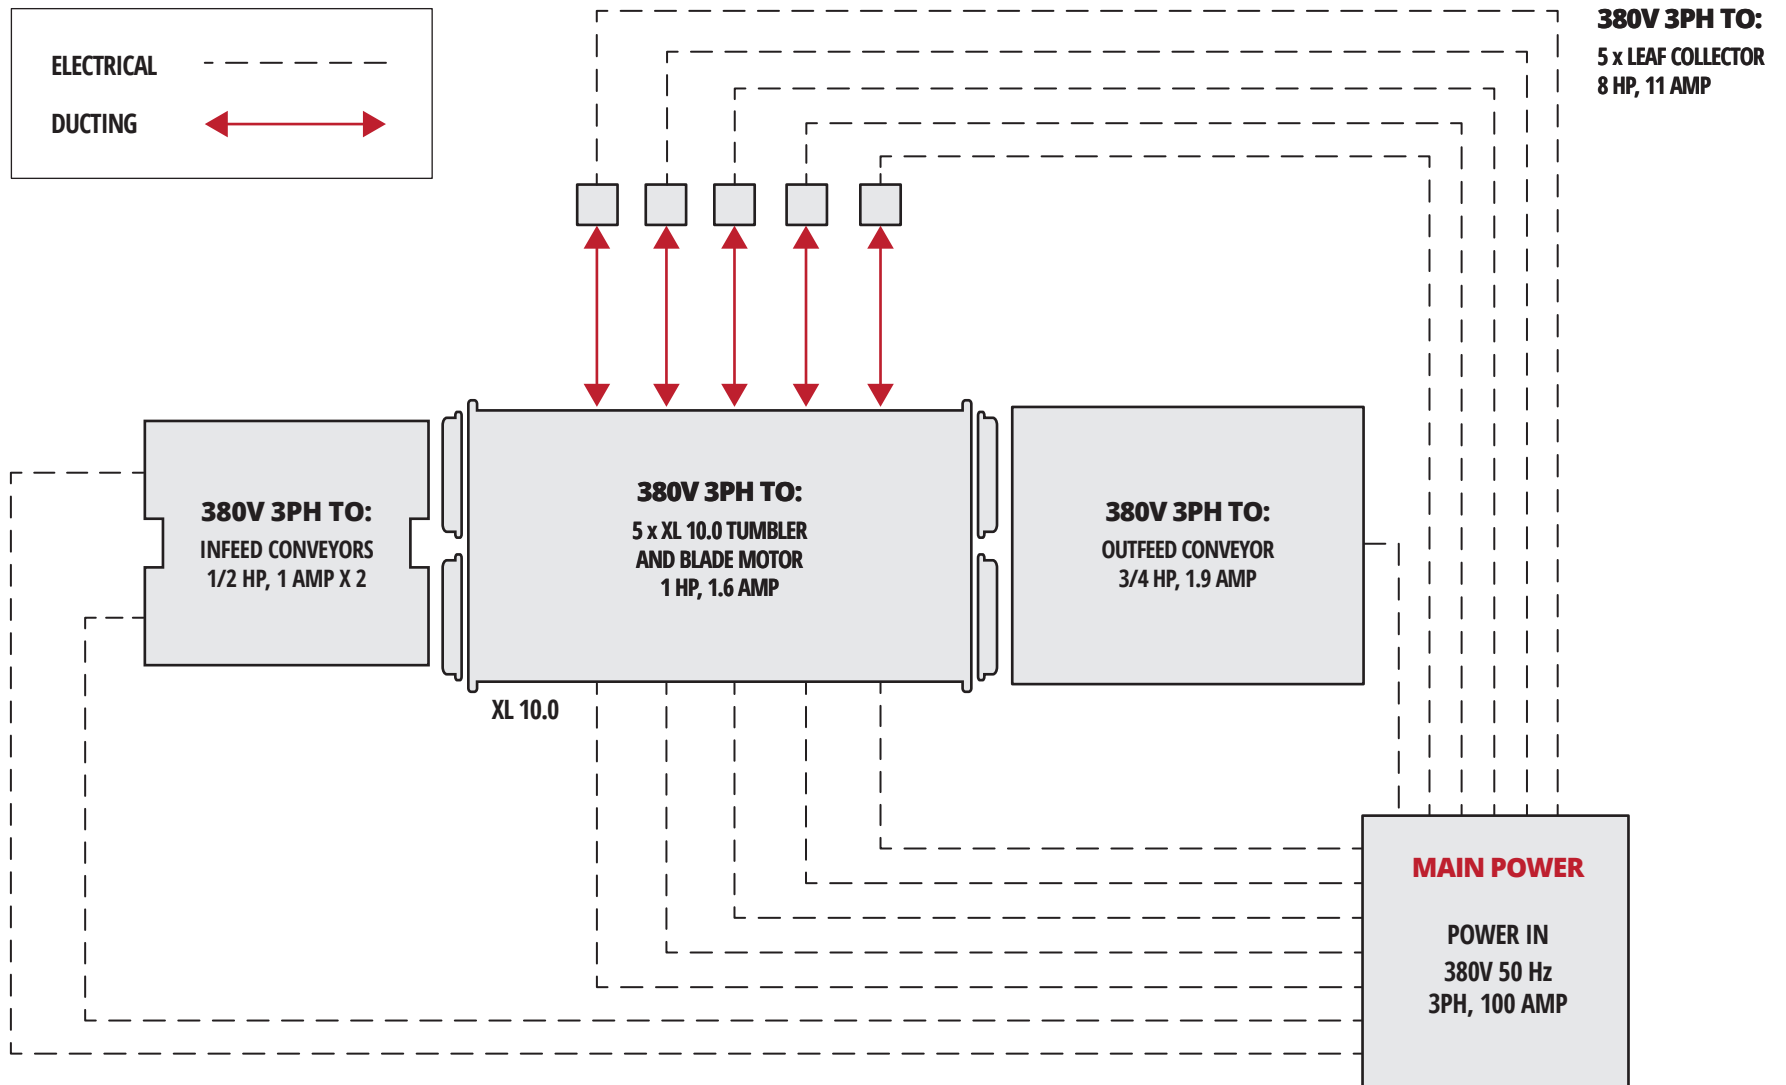 ELECTRICAL
DUCTING
380V 3PH TO:
5 x LEAF COLLECTOR
8 HP, 11 AMP
380V 3PH TO:
INFEED CONVEYORS
1/2 HP, 1 AMP X 2
380V 3PH TO:
5 x XL 10.0 TUMBLER
AND BLADE MOTOR
1 HP, 1.6 AMP
380V 3PH TO:
OUTFEED CONVEYOR
3/4 HP, 1.9 AMP
XL 10.0
MAIN POWER
POWER IN
380V 50 Hz
3PH, 100 AMP